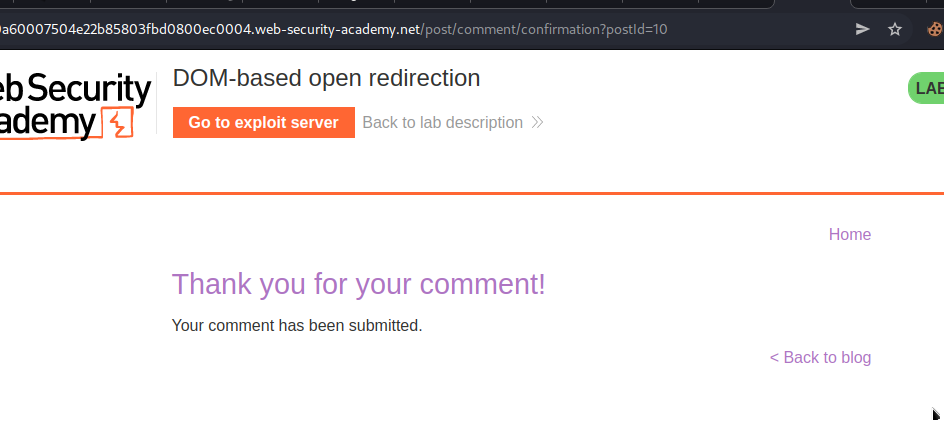 a60007504e22b85803fbd0800ec0004.web-security-academy.net/post/comment/confirmation?postId=10
eb Security
ademy
DOM-based open redirection
LAB
Go to exploit server
Back to lab description
Home
Thank you for your comment!
Your comment has been submitted.
< Back to blog